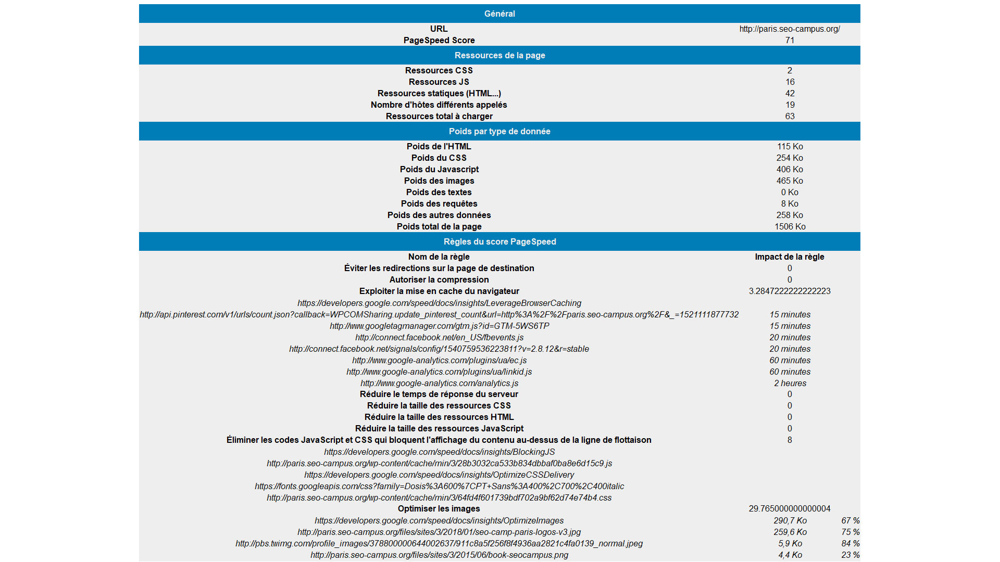 Général
URL http://paris.seo-campus.org/
PageSpeed Score 71
Ressources de la page
Ressources CSS 2
Ressources JS 16
Ressources statiques (HTML...) 42
Nombre d'hôtes différents appelés 19
Ressources total à charger 63
Poids par type de donnée
Poids de l'HTML 115 Ko
Poids du CSS 254 Ko
Poids du Javascript 406 Ko
Poids des images 465 Ko
Poids des textes 0 Ko
Poids des requêtes 8 Ko
Poids des autres données 258 Ko
Poids total de la page 1506 Ko
Règles du score PageSpeed
Nom de la règle Impact de la règle
Éviter les redirections sur la page de destination 0
Autoriser la compression 0
Exploiter la mise en cache du navigateur 3.2847222222222223
https://developers.google.com/speed/docs/insights/LeverageBrowserCaching
http://api.pinterest.com/v1/urls/count.json?callback=WPCOMSharing.update_pinterest_count&url=http%3A%2F%2Fparis.seo-campus.org%2F&_=1521111877732 15 minutes
http://www.googletagmanager.com/gtm.js?id=GTM-5WS6TP 15 minutes
http://connect.facebook.net/en_US/fbevents.js 20 minutes
http://connect.facebook.net/signals/config/1540759536223811?v=2.8.12&r=stable 20 minutes
http://www.google-analytics.com/plugins/ua/ec.js 60 minutes
http://www.google-analytics.com/plugins/ua/linkid.js 60 minutes
http://www.google-analytics.com/analytics.js 2 heures
Réduire le temps de réponse du serveur 0
Réduire la taille des ressources CSS 0
Réduire la taille des ressources HTML 0
Réduire la taille des ressources JavaScript 0
Éliminer les codes JavaScript et CSS qui bloquent l'affichage du contenu au-dessus de la ligne de flottaison 8
https://developers.google.com/speed/docs/insights/BlockingJS
http://paris.seo-campus.org/wp-content/cache/min/3/28b3032ca533b834dbbaf0ba8e6d15c9.js
https://developers.google.com/speed/docs/insights/OptimizeCSSDelivery
https://fonts.googleapis.com/css?family=Dosis%3A600%7CPT+Sans%3A400%2C700%2C400italic
http://paris.seo-campus.org/wp-content/cache/min/3/64fd4f601739bdf702a9bf62d74e74b4.css
Optimiser les images 29.765000000000004
https://developers.google.com/speed/docs/insights/OptimizeImages 290,7 Ko 67 %
http://paris.seo-campus.org/files/sites/3/2018/01/seo-camp-paris-logos-v3.jpg 259,6 Ko 75 %
http://pbs.twimg.com/profile_images/378800000644002637/911c8a5f256f8f4936aa2821c4fa0139_normal.jpeg 5,9 Ko 84 %
http://paris.seo-campus.org/files/sites/3/2015/06/book-seocampus.png 4,4 Ko 23 %